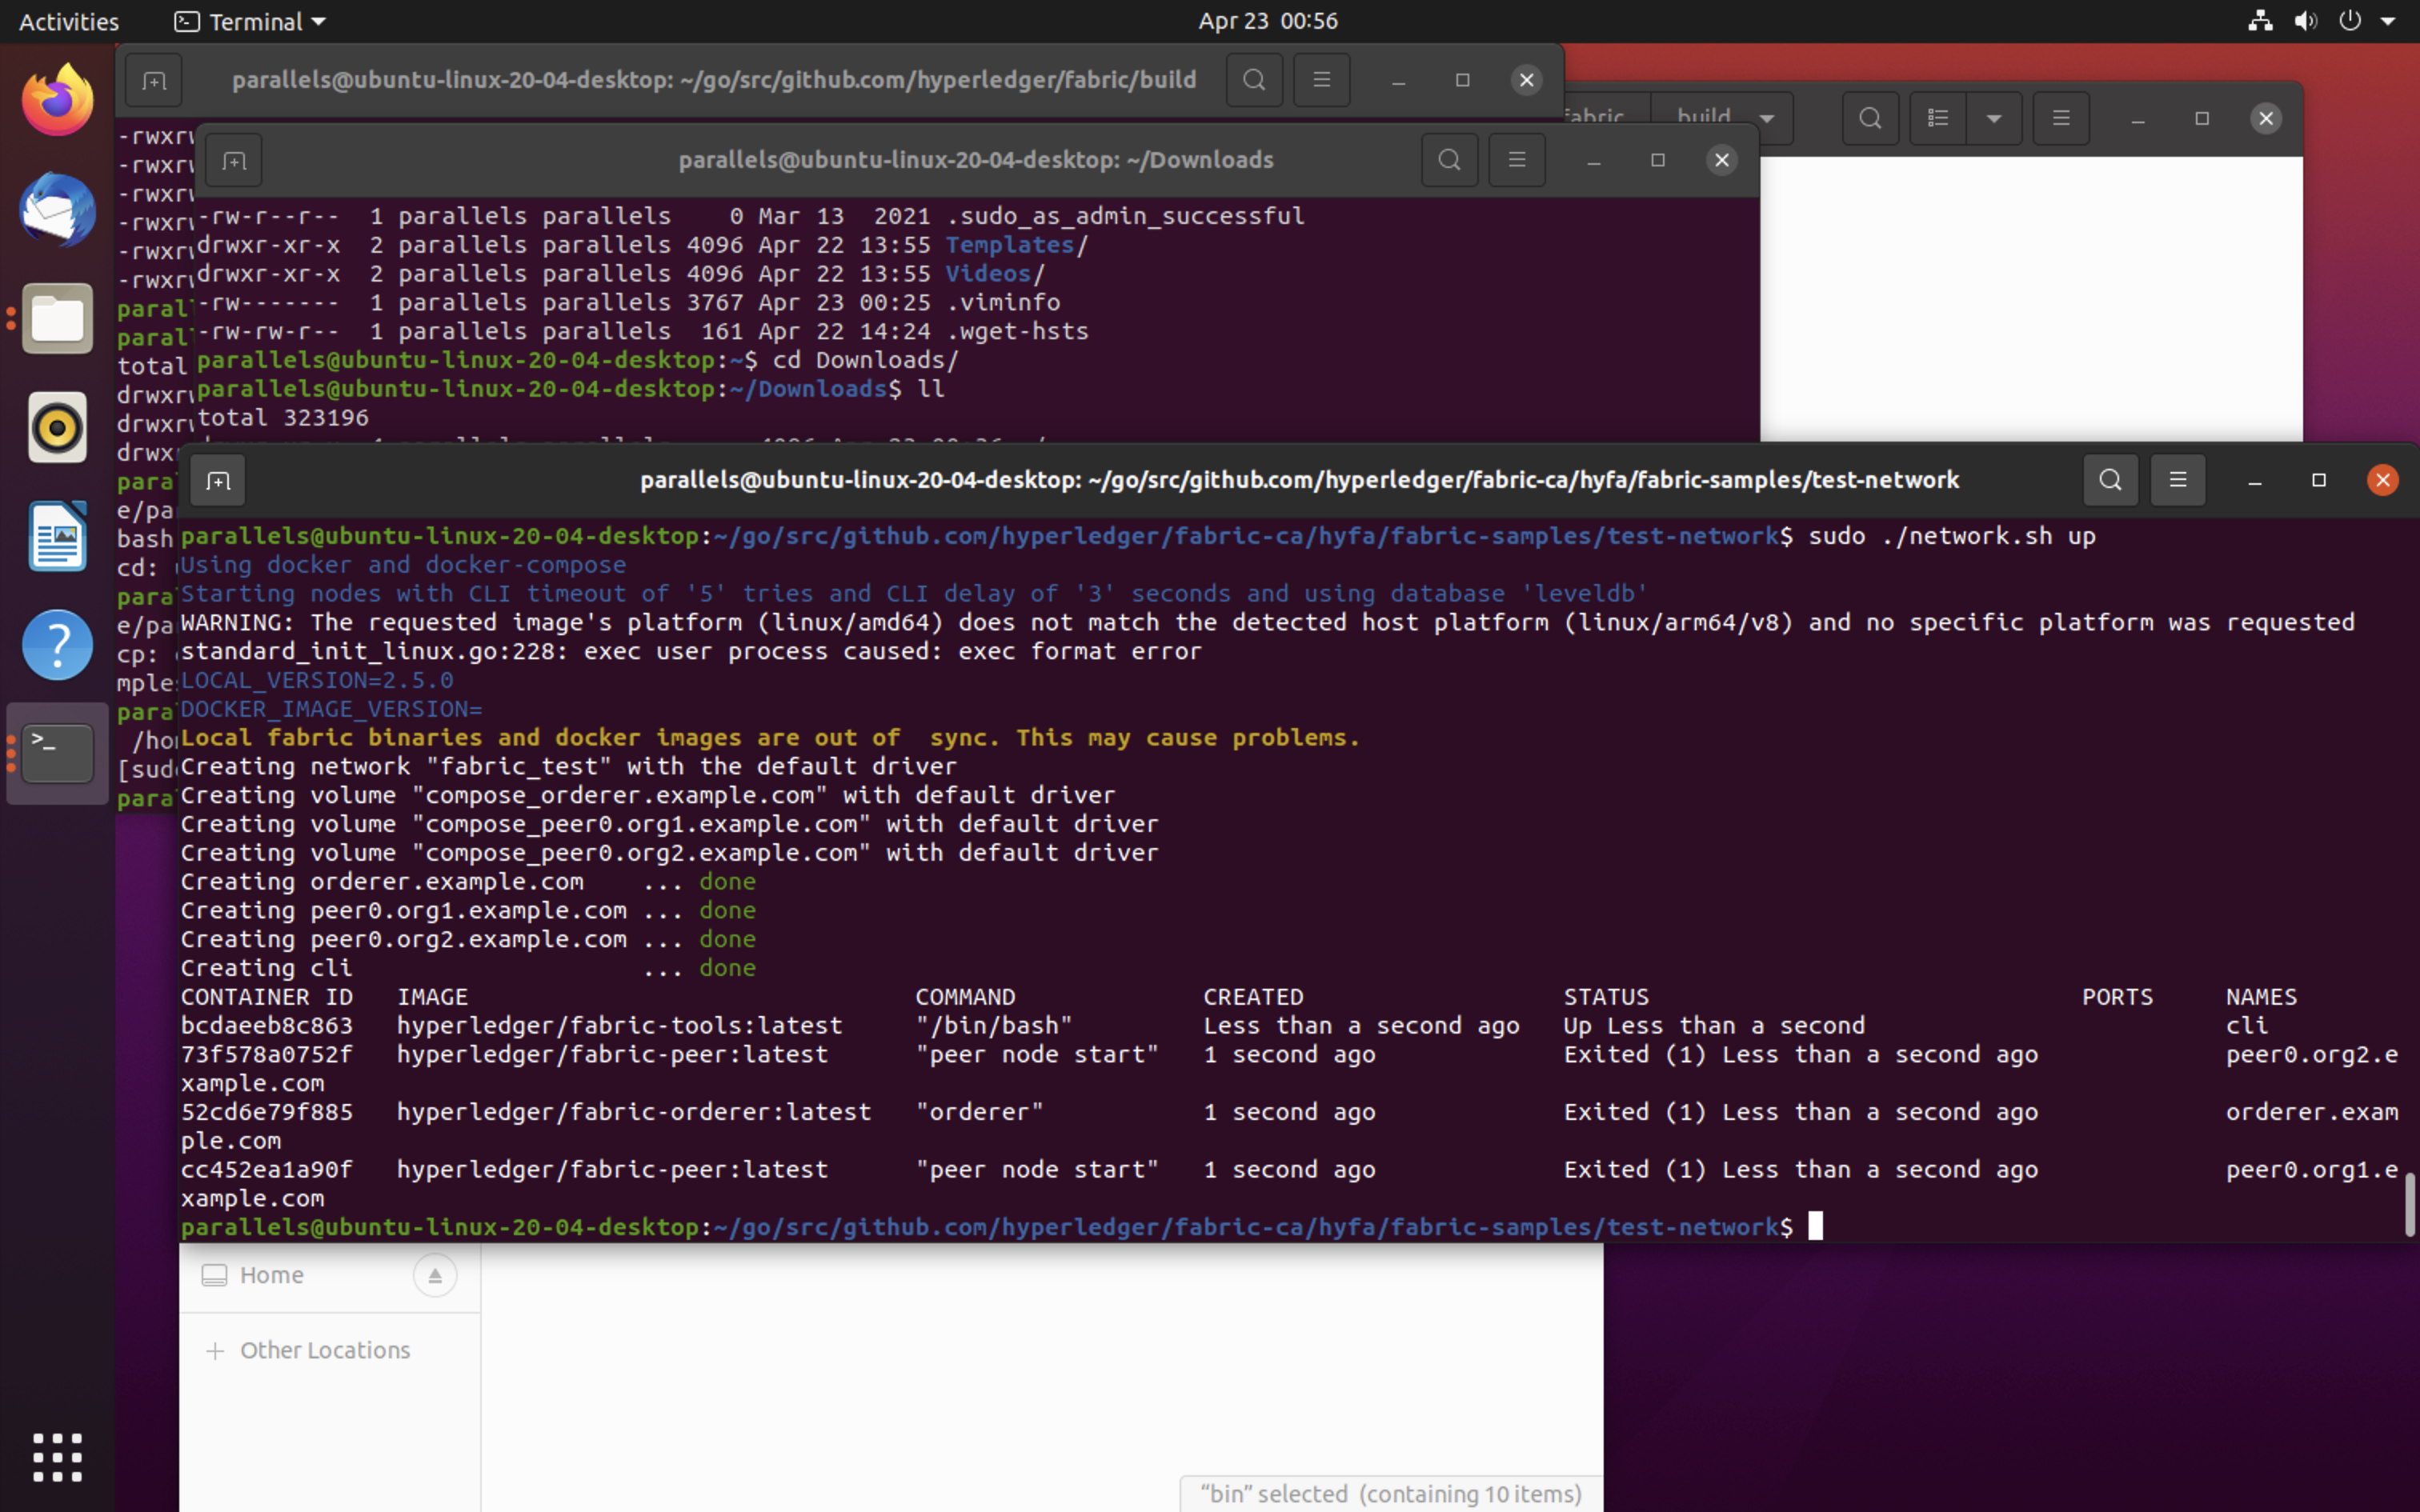 Activities
Terminal
Apr 23 00:56
parallels@ubuntu-linux-20-04-desktop: ~/go/src/github.com/hyperledger/fabric/build
fabric
build
-rwxrw
-rwxrw
-rwxrw
-rwxrw
-rwxrw
-rwxrw
paral
paral
total
drwxrw
drwxrw
drwxr
para
e/pa
bash
cd:
para
e/pa
cp:
mple
para
/ho
[sud
para
parallels@ubuntu-linux-20-04-desktop: ~/Downloads
-rw-r--r-- 1 parallels parallels 0 Mar 13 2021 .sudo_as_admin_successful
drwxr-xr-x 2 parallels parallels 4096 Apr 22 13:55 Templates/
drwxr-xr-x 2 parallels parallels 4096 Apr 22 13:55 Videos/
-rw------- 1 parallels parallels 3767 Apr 23 00:25 .viminfo
-rw-rw-r-- 1 parallels parallels 161 Apr 22 14:24 .wget-hsts
parallels@ubuntu-linux-20-04-desktop:~$ cd Downloads/
parallels@ubuntu-linux-20-04-desktop:~/Downloads$ ll
total 323196
parallels@ubuntu-linux-20-04-desktop: ~/go/src/github.com/hyperledger/fabric-ca/hyfa/fabric-samples/test-network
parallels@ubuntu-linux-20-04-desktop:~/go/src/github.com/hyperledger/fabric-ca/hyfa/fabric-samples/test-network$ sudo ./network.sh up
Using docker and docker-compose
Starting nodes with CLI timeout of '5' tries and CLI delay of '3' seconds and using database 'leveldb'
WARNING: The requested image's platform (linux/amd64) does not match the detected host platform (linux/arm64/v8) and no specific platform was requested
standard_init_linux.go:228: exec user process caused: exec format error
LOCAL_VERSION=2.5.0
DOCKER_IMAGE_VERSION=
Local fabric binaries and docker images are out of  sync. This may cause problems.
Creating network "fabric_test" with the default driver
Creating volume "compose_orderer.example.com" with default driver
Creating volume "compose_peer0.org1.example.com" with default driver
Creating volume "compose_peer0.org2.example.com" with default driver
Creating orderer.example.com ... done
Creating peer0.org1.example.com ... done
Creating peer0.org2.example.com ... done
Creating cli ... done
CONTAINER ID IMAGE COMMAND CREATED STATUS PORTS NAMES
bcdaeeb8c863 hyperledger/fabric-tools:latest "/bin/bash" Less than a second ago Up Less than a second cli
73f578a0752f hyperledger/fabric-peer:latest "peer node start" 1 second ago Exited (1) Less than a second ago peer0.org2.e
xample.com
52cd6e79f885 hyperledger/fabric-orderer:latest "orderer" 1 second ago Exited (1) Less than a second ago orderer.exam
ple.com
cc452ea1a90f hyperledger/fabric-peer:latest "peer node start" 1 second ago Exited (1) Less than a second ago peer0.org1.e
xample.com
parallels@ubuntu-linux-20-04-desktop:~/go/src/github.com/hyperledger/fabric-ca/hyfa/fabric-samples/test-network$
Home
Other Locations
“bin” selected (containing 10 items)